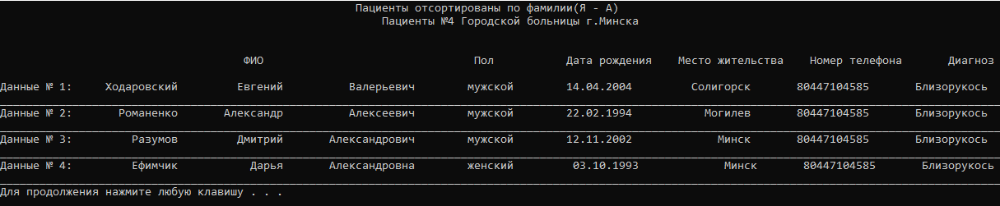 Пациенты отсортированы по фамилии(Я - А)
Пациенты №4 Городской больницы г.Минска
ФИО Пол Дата рождения Место жительства Номер телефона Диагноз
Данные № 1: Ходаровский Евгений Валерьевич мужской 14.04.2004 Солигорск 80447104585 Близорукось
Данные № 2: Романенко Александр Алексеевич мужской 22.02.1994 Могилев 80447104585 Близорукось
Данные № 3: Разумов Дмитрий Александрович мужской 12.11.2002 Минск 80447104585 Близорукось
Данные № 4: Ефимчик Дарья Александровна женский 03.10.1993 Минск 80447104585 Близорукось
Для продолжения нажмите любую клавишу . . .